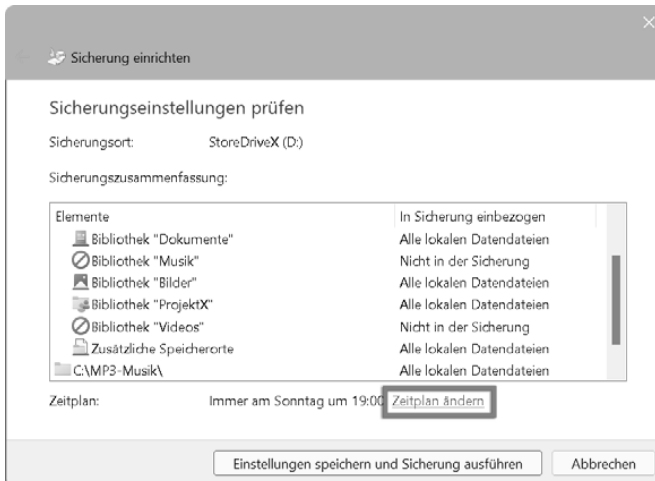 Sicherung einrichten
Sicherungseinstellungen prüfen
Sicherungsort: StoreDriveX (D:)
Sicherungszusammenfassung:
Elemente In Sicherung einbezogen
Bibliothek "Dokumente" Alle lokalen Datendateien
Bibliothek "Musik" Nicht in der Sicherung
Bibliothek "Bilder" Alle lokalen Datendateien
Bibliothek "ProjektX" Alle lokalen Datendateien
Bibliothek "Videos" Nicht in der Sicherung
Zusätzliche Speicherorte Alle lokalen Datendateien
C:\MP3-Musik\ Alle lokalen Datendateien
Zeitplan: Immer am Sonntag um 19:00 Zeitplan ändern
Einstellungen speichern und Sicherung ausführen Abbrechen